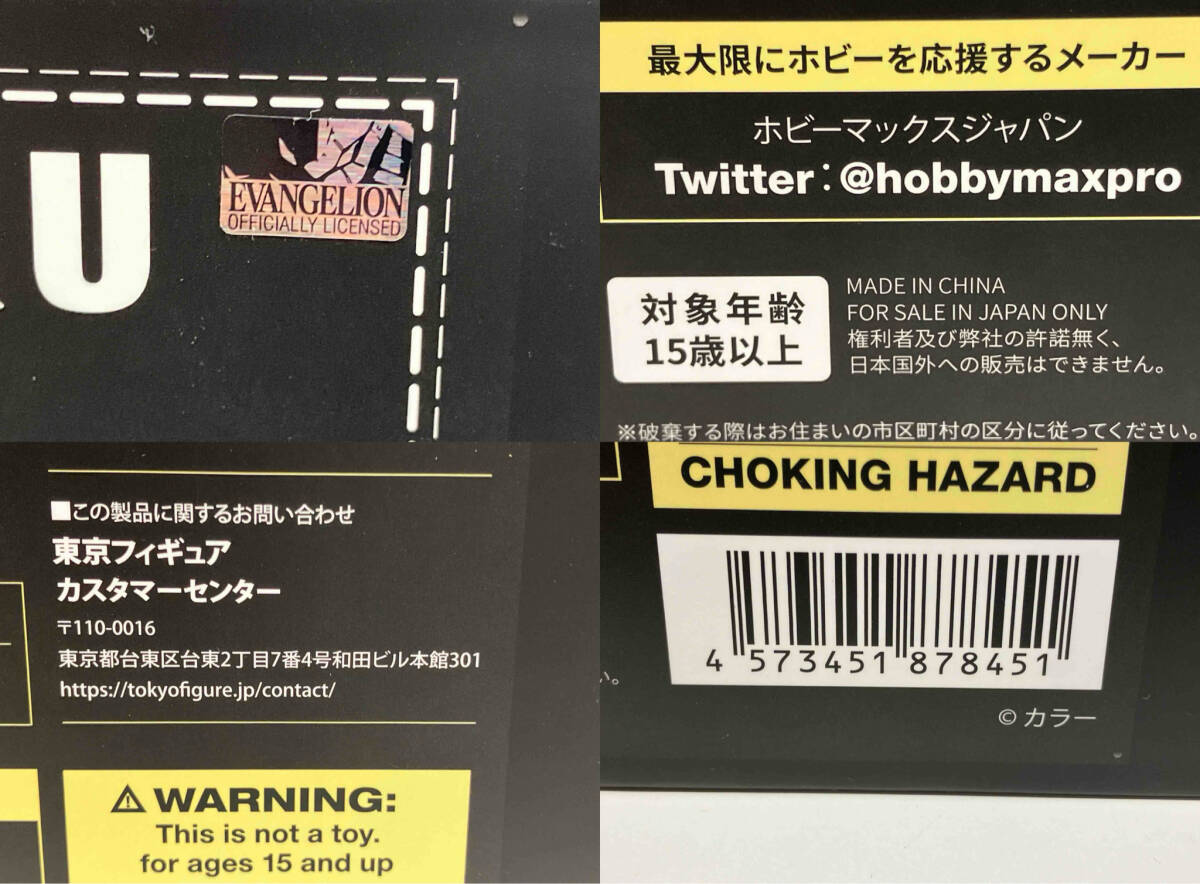 U
EVANGELION
OFFICIALLY LICENSED
最大限にホビーを応援するメーカー
ホビーマックスジャパン
Twitter:@hobbymaxpro
対象年齢
15歳以上
MADE IN CHINA
FOR SALE IN JAPAN ONLY
権利者及び弊社の許諾無く、
日本国外への販売はできません。
※破棄する際はお住まいの市区町村の区分に従ってください。
■この製品に関するお問い合わせ
東京フィギュア
カスタマーセンター
〒110-0016
東京都台東区台東2丁目7番4号和田ビル本館301
https://tokyofigure.jp/contact/
⚠WARNING:
This is not a toy.
for ages 15 and up
CHOKING HAZARD
4 573451 878451
い。
© カラー